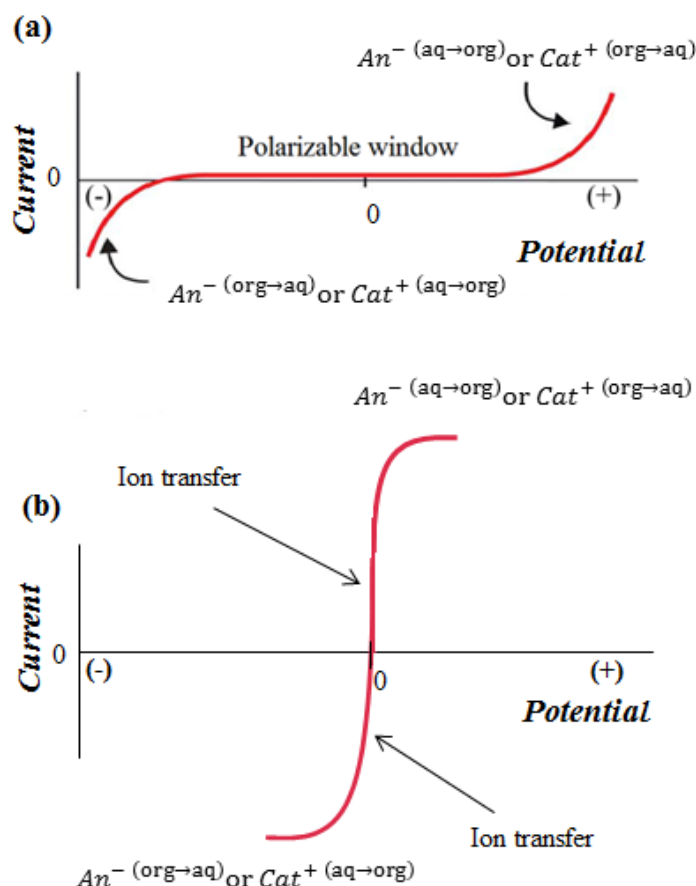 (a)
An⁻ (aq→org) or Cat⁺ (org→aq)
Current
Polarizable window
0
(-)
0
(+)
Potential
An⁻ (org→aq) or Cat⁺ (aq→org)
An⁻ (aq→org) or Cat⁺ (org→aq)
Ion transfer
(b)
Current
0
(-)
0
(+)
Potential
Ion transfer
An⁻ (org→aq) or Cat⁺ (aq→org)